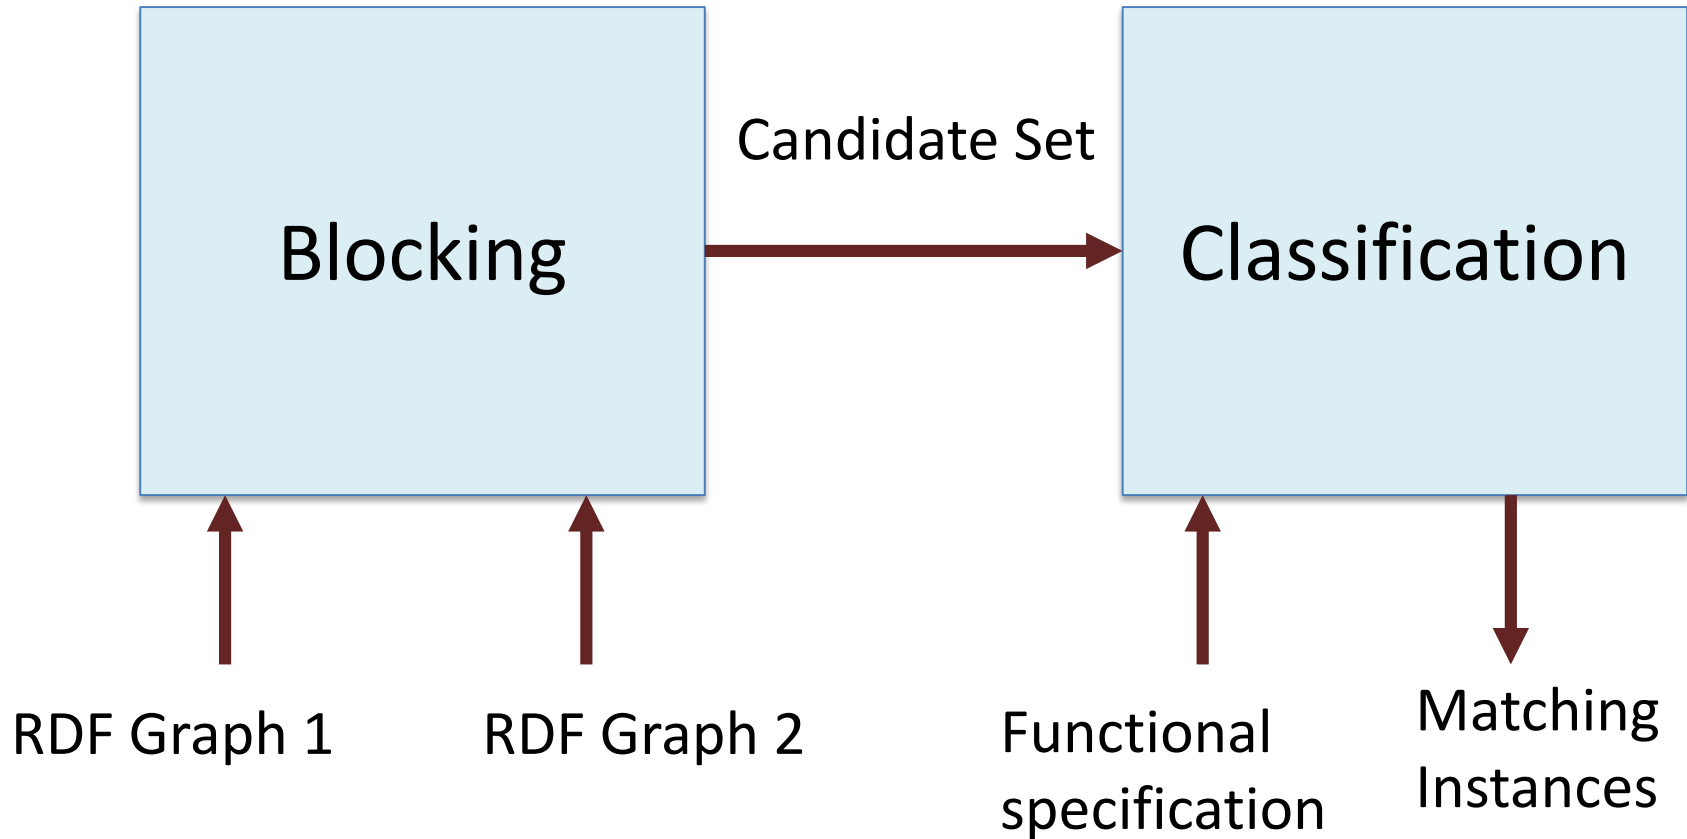 Candidate Set
Blocking
Classification
RDF Graph 1
RDF Graph 2
Functional
specification
Matching
Instances